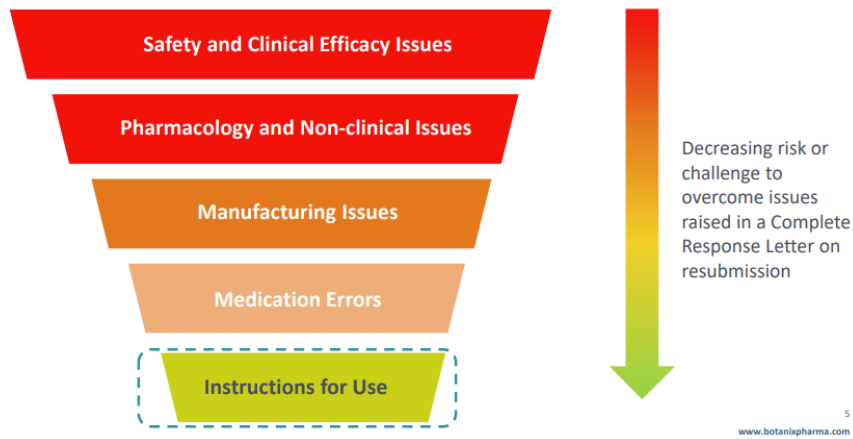 Safety and Clinical Efficacy Issues
Pharmacology and Non-clinical Issues
Manufacturing Issues
Medication Errors
Instructions for Use
Decreasing risk or
challenge to
overcome issues
raised in a Complete
Response Letter on
resubmission
5
www.botanixpharma.com